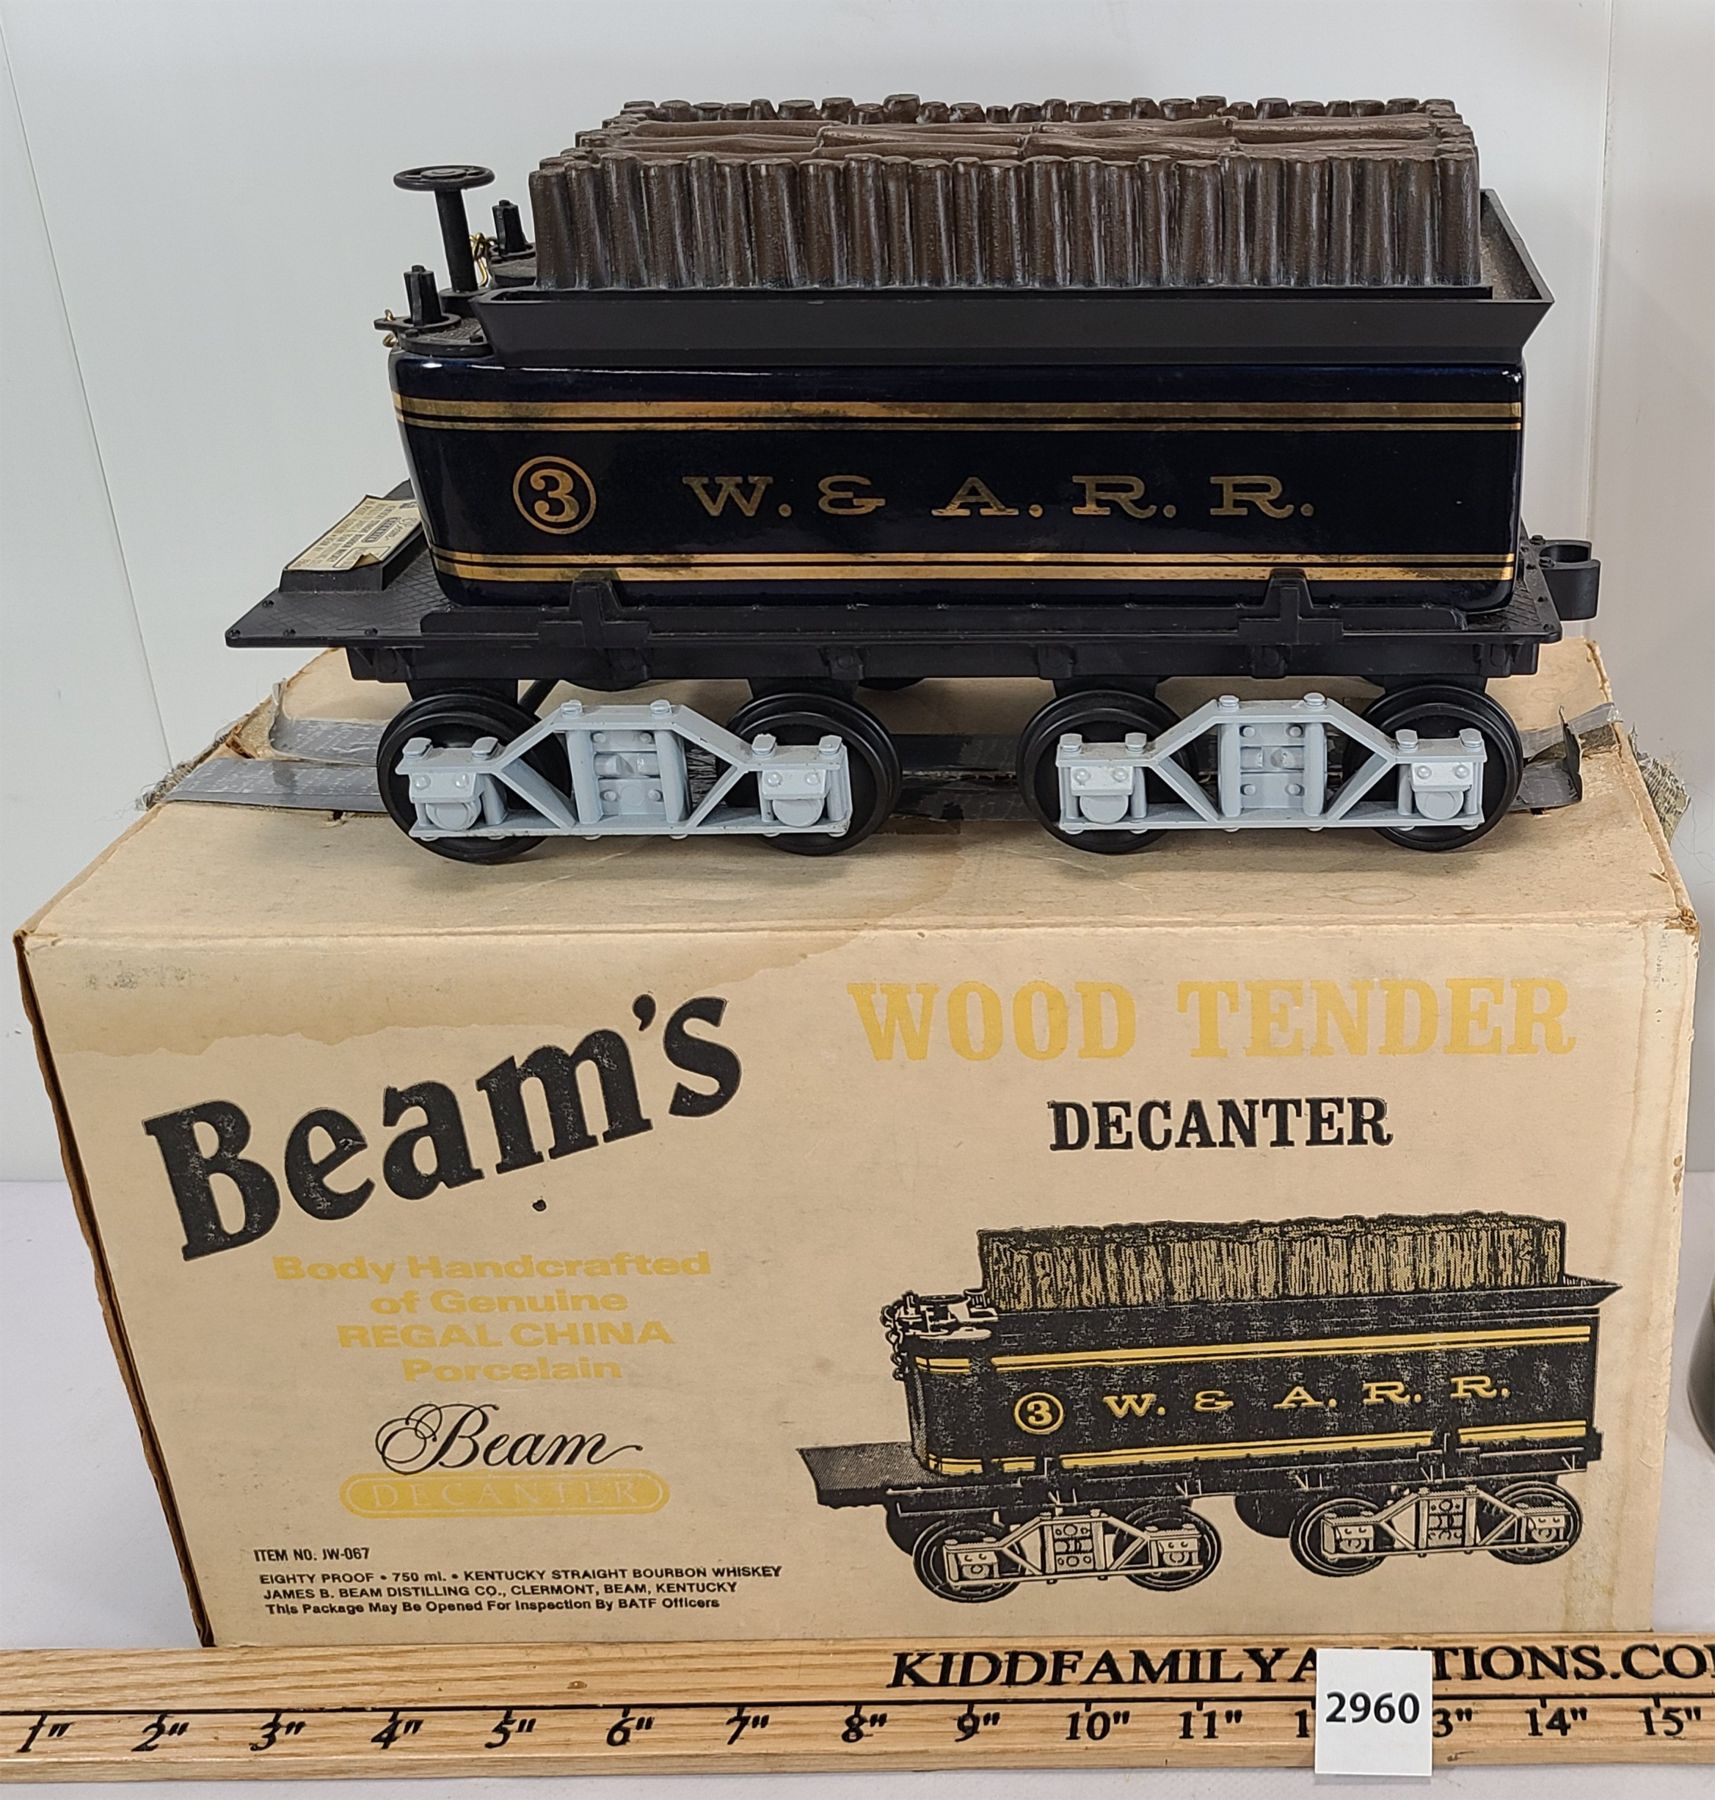 3 W. & A. R. R.
Beam's
WOOD TENDER
DECANTER
Body Handcrafted
of Genuine
REGAL CHINA
Porcelain
Beam
DECANTER
3 W. & A. R. R.
ITEM NO. JW-067
EIGHTY PROOF • 750 ml. • KENTUCKY STRAIGHT BOURBON WHISKEY
JAMES B. BEAM DISTILLING CO., CLERMONT, BEAM, KENTUCKY
This Package May Be Opened For Inspection By BATF Officers
KIDDFAMILYA TIONS.CO
1" 2" 3" 4" 5" 6" 7" 8" 9" 10" 11" 1 3" 14" 15"
2960